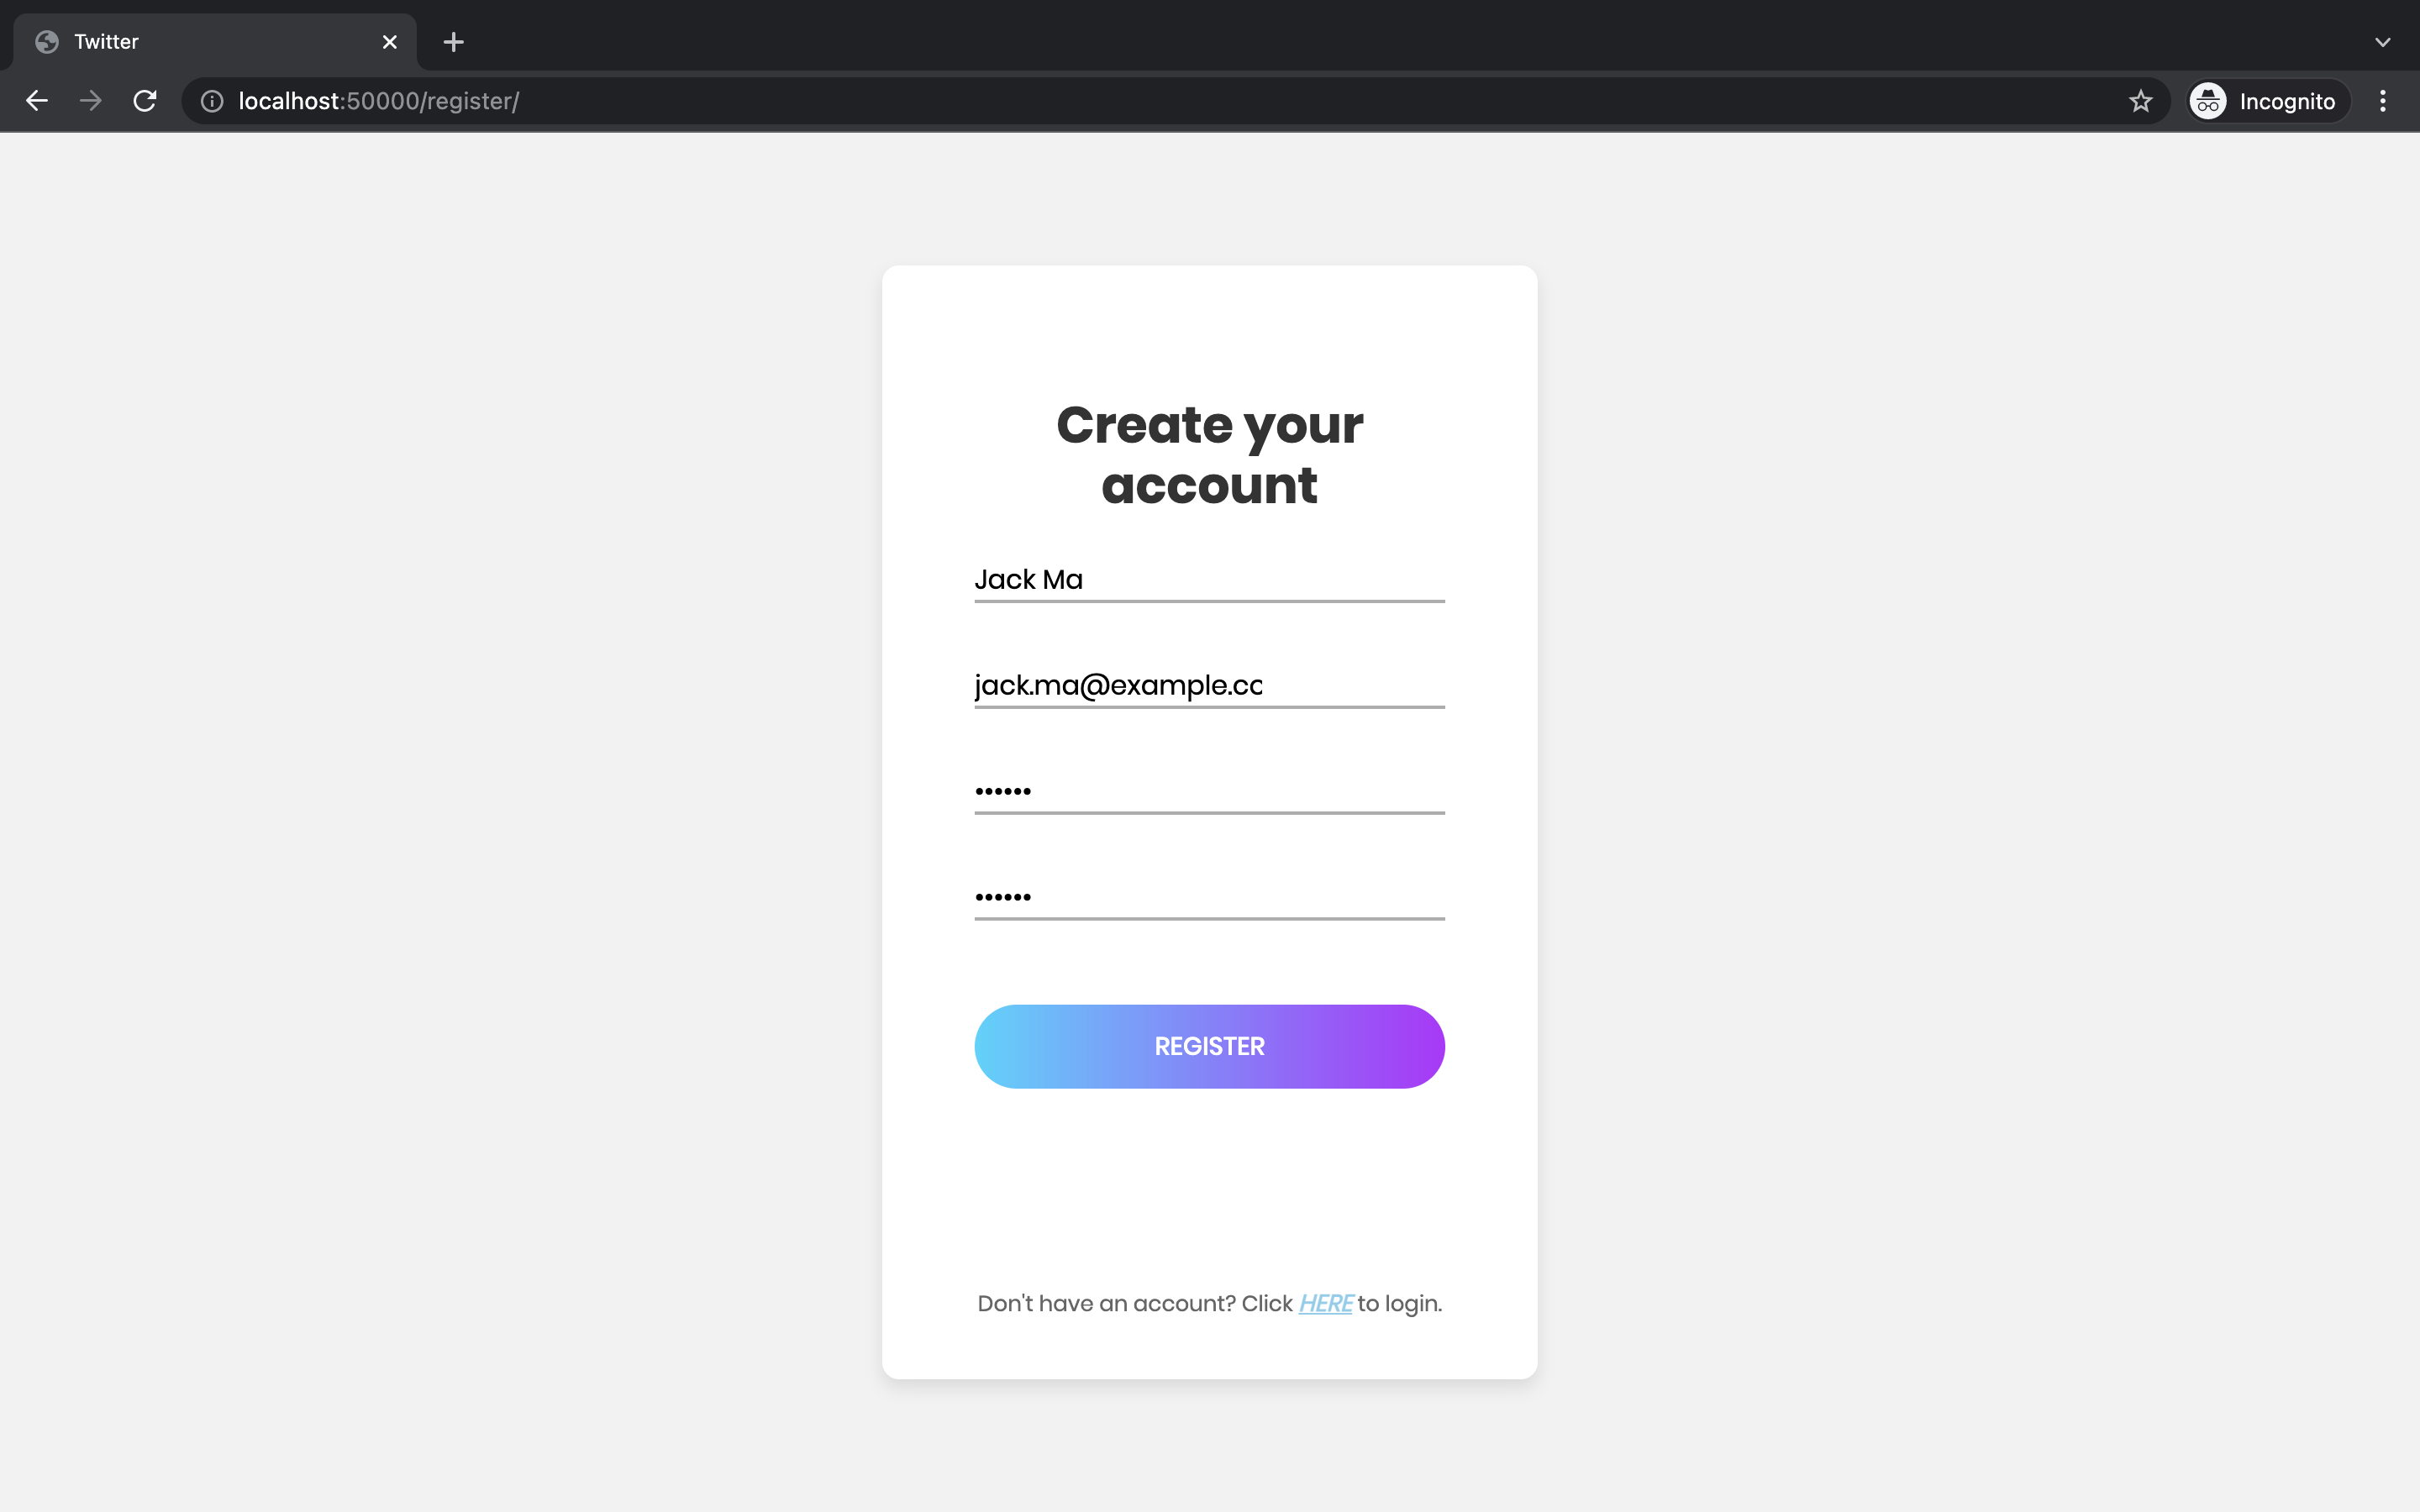 Twitter
localhost:50000/register/
Incognito
Create your
account
Jack Ma
jack.ma@example.cc
••••••
••••••
REGISTER
Don't have an account? Click HERE to login.